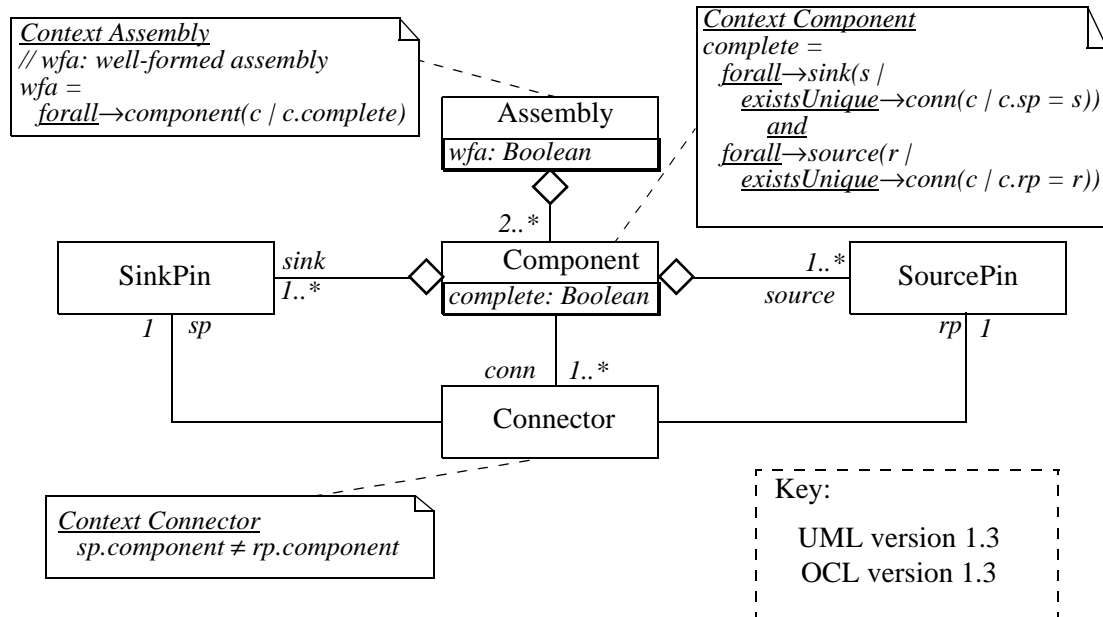 Context Assembly
// wfa: well-formed assembly
wfa =
forall→component(c | c.complete)
Context Component
complete =
forall→sink(s |
existsUnique→conn(c | c.sp = s))
and
forall→source(r |
existsUnique→conn(c | c.rp = r))
Assembly
wfa: Boolean
2..*
SinkPin
sink
1..*
Component
complete: Boolean
1..*
source
SourcePin
1
sp
rp
1
conn
1..*
Connector
Context Connector
sp.component ≠ rp.component
Key:
UML version 1.3
OCL version 1.3